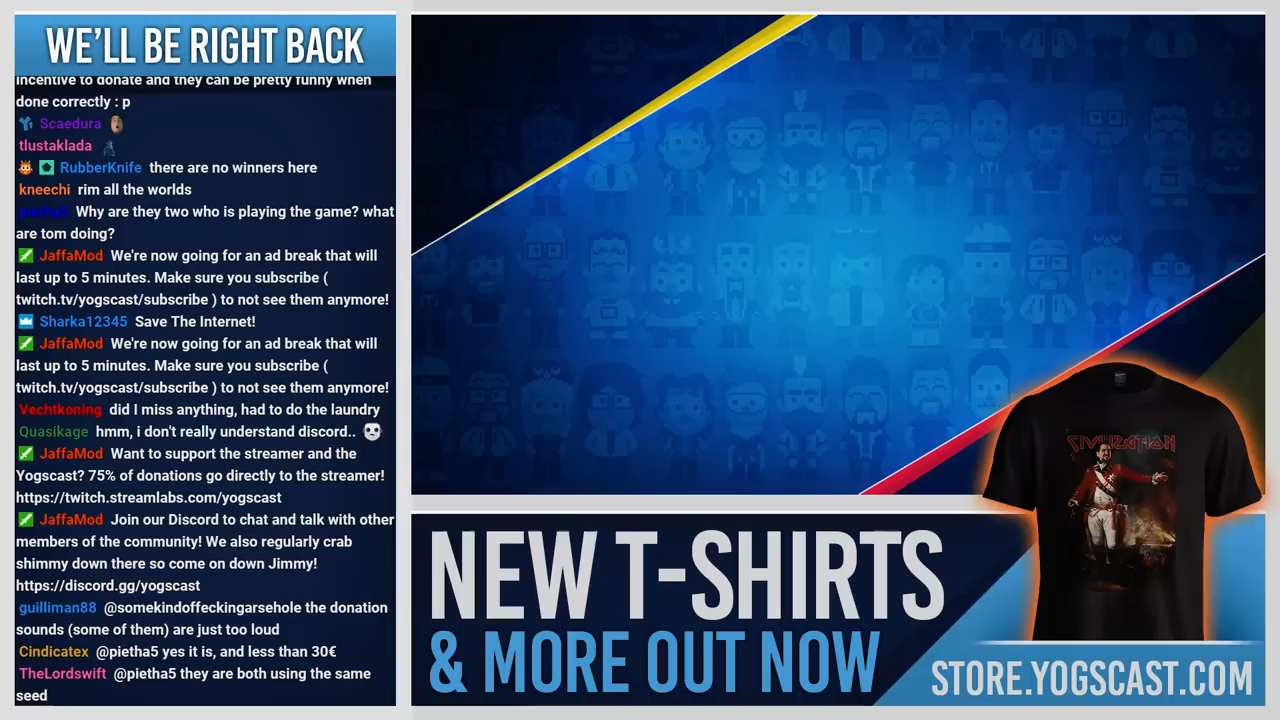 WE'LL BE RIGHT BACK
incentive to donate and they can be pretty funny when
done correctly : p
Scaedura
tlustaklada
RubberKnife there are no winners here
kneechi rim all the worlds
pietha5 Why are they two who is playing the game? what
are tom doing?
JaffaMod We're now going for an ad break that will
last up to 5 minutes. Make sure you subscribe (
twitch.tv/yogscast/subscribe ) to not see them anymore!
Sharka12345 Save The Internet!
JaffaMod We're now going for an ad break that will
last up to 5 minutes. Make sure you subscribe (
twitch.tv/yogscast/subscribe ) to not see them anymore!
Vechtkoning did I miss anything, had to do the laundry
Quasikage hmm, i don't really understand discord..
JaffaMod Want to support the streamer and the
Yogscast? 75% of donations go directly to the streamer!
https://twitch.streamlabs.com/yogscast
JaffaMod Join our Discord to chat and talk with other
members of the community! We also regularly crab
shimmy down there so come on down Jimmy!
https://discord.gg/yogscast
guilliman88 @somekindoffeckingarsehole the donation
sounds (some of them) are just too loud
Cindicatex @pietha5 yes it is, and less than 30€
TheLordswift @pietha5 they are both using the same
seed
CIVILIZATION
NEW T-SHIRTS
& MORE OUT NOW
STORE.YOGSCAST.COM